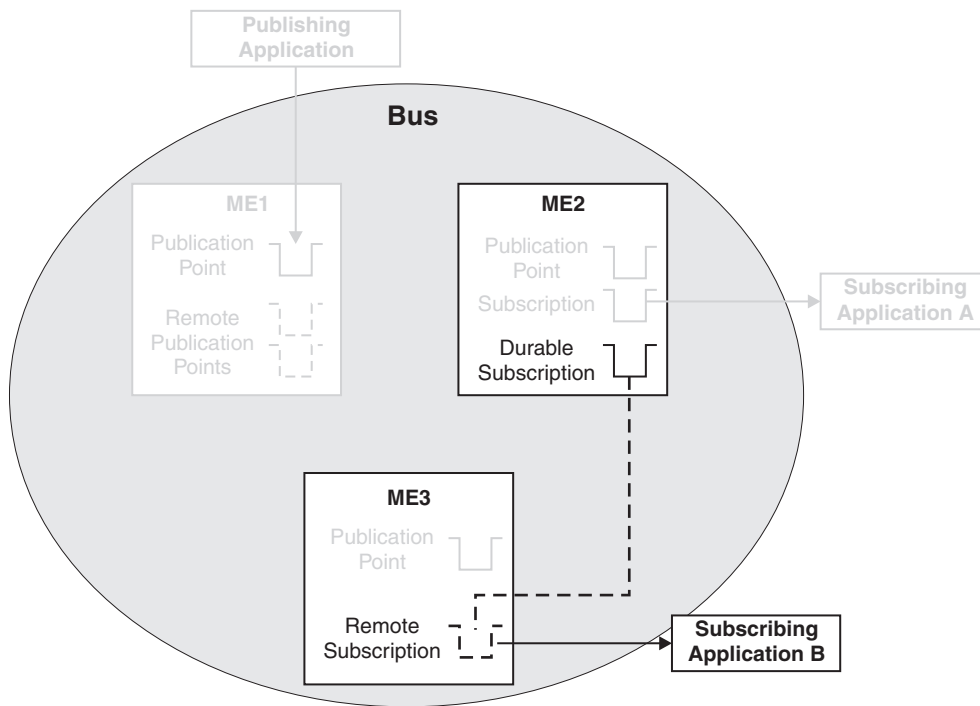 Publishing
Application
Bus
ME1
Publication
Point
Remote
Publication
Points
ME2
Publication
Point
Subscription
Durable
Subscription
Subscribing
Application A
ME3
Publication
Point
Remote
Subscription
Subscribing
Application B